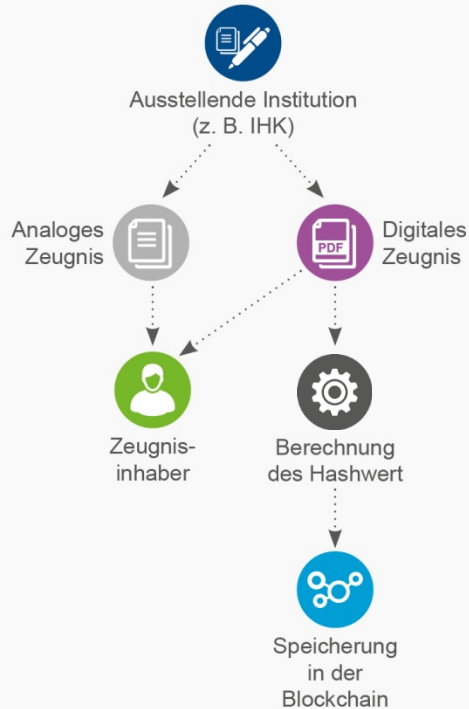 Ausstellende Institution
(z. B. IHK)
Analoges
Zeugnis
PDF
Digitales
Zeugnis
Zeugnis-
inhaber
Berechnung
des Hashwert
Speicherung
in der
Blockchain